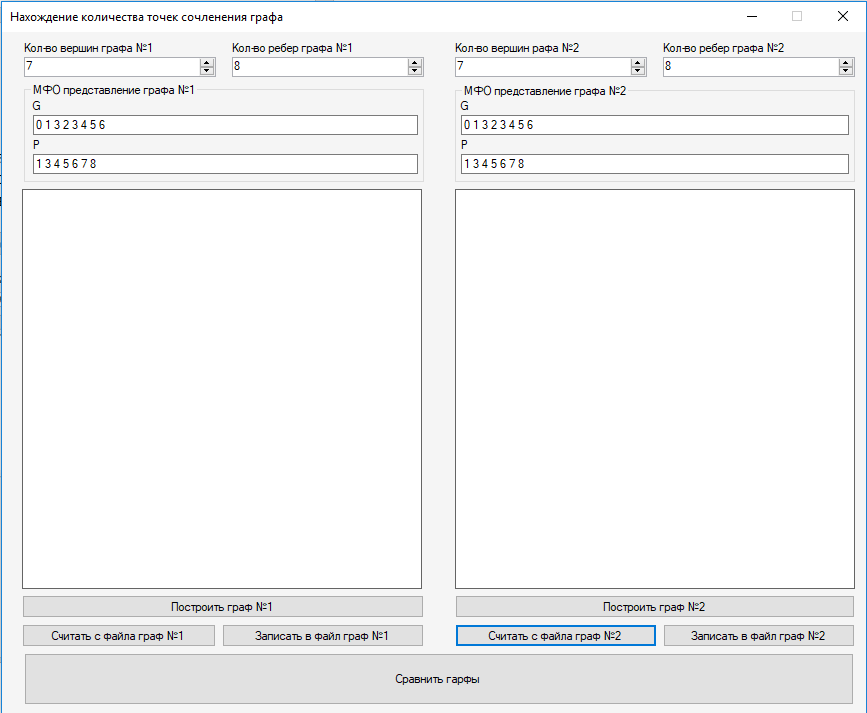 Нахождение количества точек сочленения графа
Кол-во вершин графа №1
Кол-во ребер графа №1
Кол-во вершин рафа №2
Кол-во ребер графа №2
7
8
7
8
МФО представление графа №1
МФО представление графа №2
G
G
0 1 3 2 3 4 5 6
0 1 3 2 3 4 5 6
P
P
1 3 4 5 6 7 8
1 3 4 5 6 7 8
Построить граф №1
Построить граф №2
Считать с файла граф №1
Записать в файл граф №1
Считать с файла граф №2
Записать в файл граф №2
Сравнить гарфы